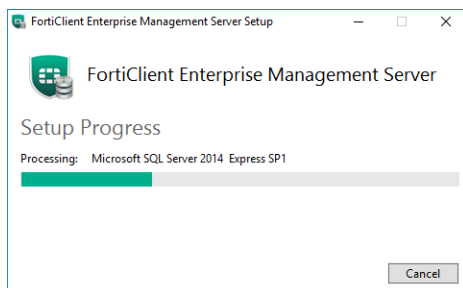 FortiClient Enterprise Management Server Setup
FortiClient Enterprise Management Server
Setup Progress
Processing: Microsoft SQL Server 2014 Express SP1
Cancel